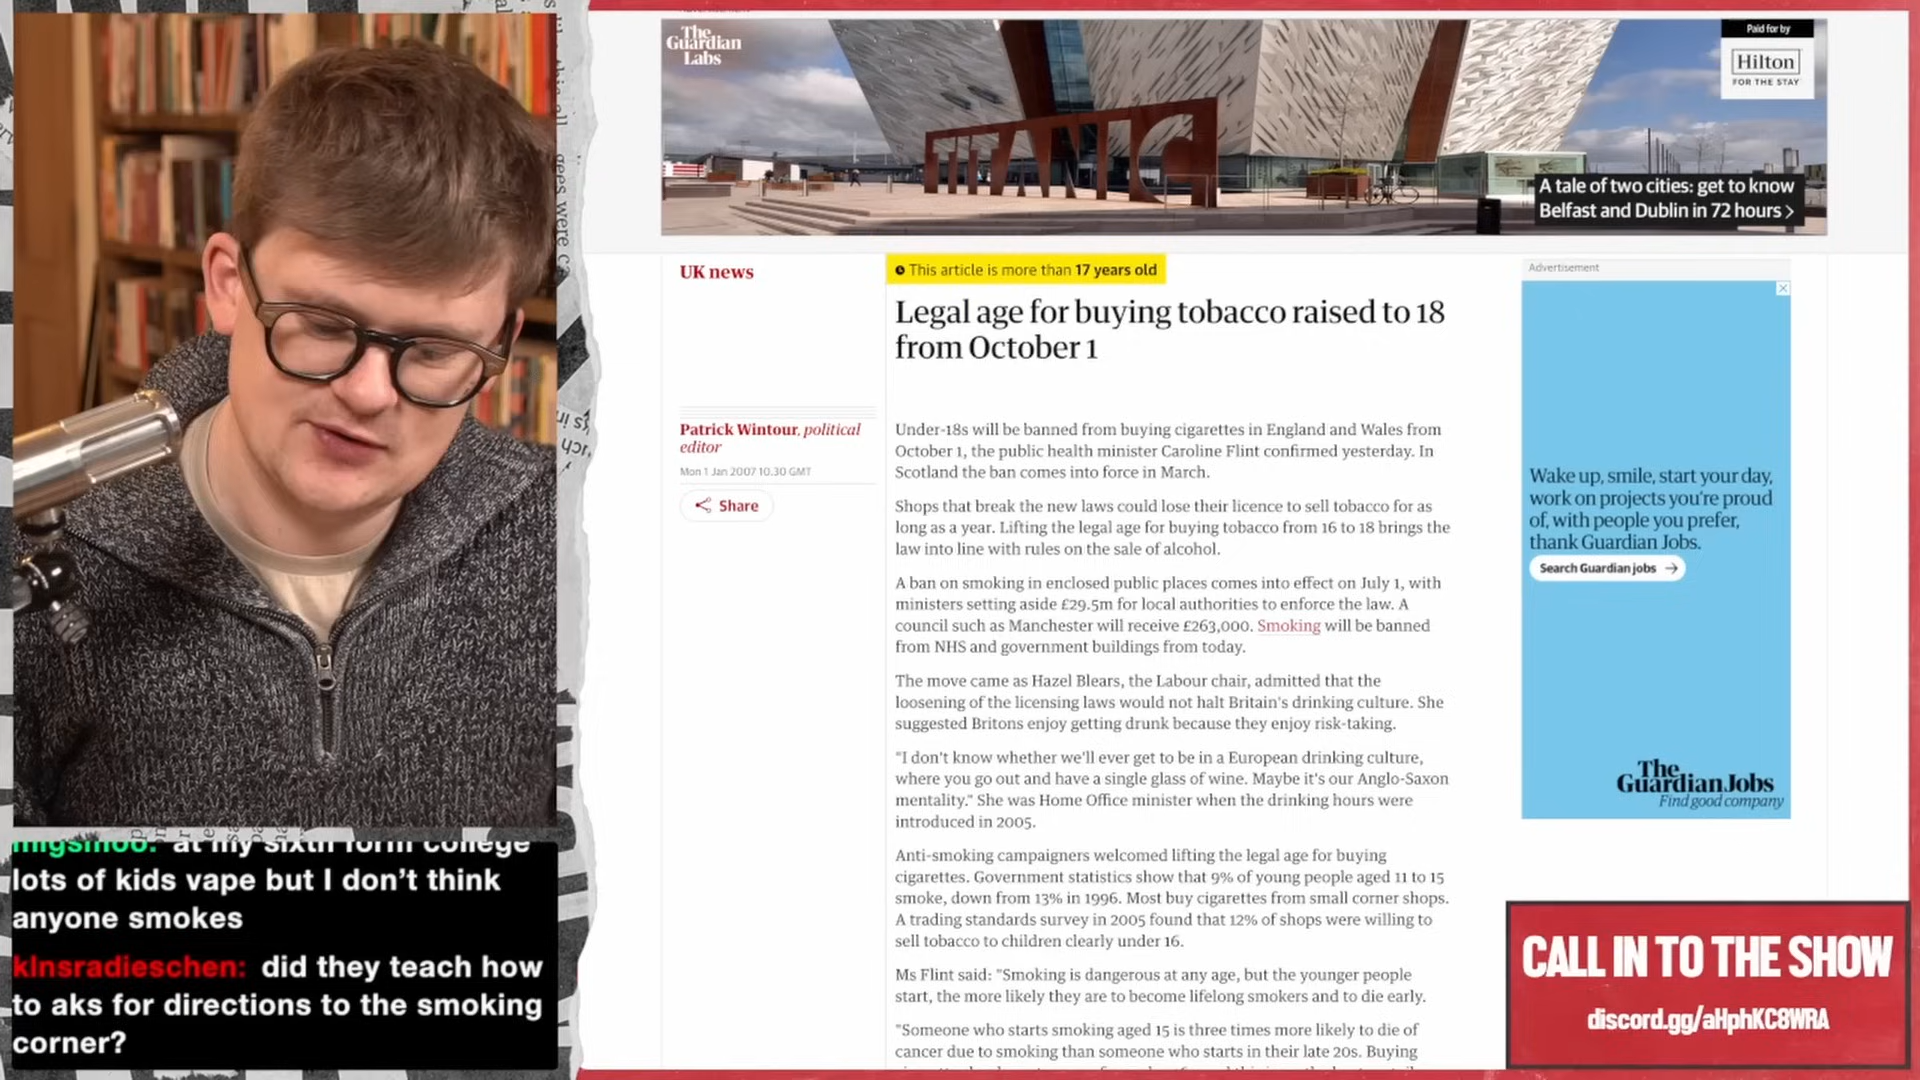 The
Guardian
Labs
Paid for by
Hilton
FOR THE STAY
TITANIC
A tale of two cities: get to know
Belfast and Dublin in 72 hours >
UK news
This article is more than 17 years old
Advertisement
Legal age for buying tobacco raised to 18
from October 1
Patrick Wintour, political
editor
Mon 1 Jan 2007 10.30 GMT
Share
Under-18s will be banned from buying cigarettes in England and Wales from
October 1, the public health minister Caroline Flint confirmed yesterday. In
Scotland the ban comes into force in March.
Shops that break the new laws could lose their licence to sell tobacco for as
long as a year. Lifting the legal age for buying tobacco from 16 to 18 brings the
law into line with rules on the sale of alcohol.
A ban on smoking in enclosed public places comes into effect on July 1, with
ministers setting aside £29.5m for local authorities to enforce the law. A
council such as Manchester will receive £263,000. Smoking will be banned
from NHS and government buildings from today.
The move came as Hazel Blears, the Labour chair, admitted that the
loosening of the licensing laws would not halt Britain's drinking culture. She
suggested Britons enjoy getting drunk because they enjoy risk-taking.
"I don't know whether we'll ever get to be in a European drinking culture,
where you go out and have a single glass of wine. Maybe it's our Anglo-Saxon
mentality." She was Home Office minister when the drinking hours were
introduced in 2005.
Anti-smoking campaigners welcomed lifting the legal age for buying
cigarettes. Government statistics show that 9% of young people aged 11 to 15
smoke, down from 13% in 1996. Most buy cigarettes from small corner shops.
A trading standards survey in 2005 found that 12% of shops were willing to
sell tobacco to children clearly under 16.
Ms Flint said: "Smoking is dangerous at any age, but the younger people
start, the more likely they are to become lifelong smokers and to die early.
"Someone who starts smoking aged 15 is three times more likely to die of
cancer due to smoking than someone who starts in their late 20s. Buying
Wake up, smile, start your day,
work on projects you're proud
of, with people you prefer,
thank Guardian Jobs.
Search Guardian jobs →
The
Guardian Jobs
Find good company
migsmoo: at my sixth form college
lots of kids vape but I don't think
anyone smokes
klnsradieschen: did they teach how
to aks for directions to the smoking
corner?
CALL IN TO THE SHOW
discord.gg/aHphKC8WRA